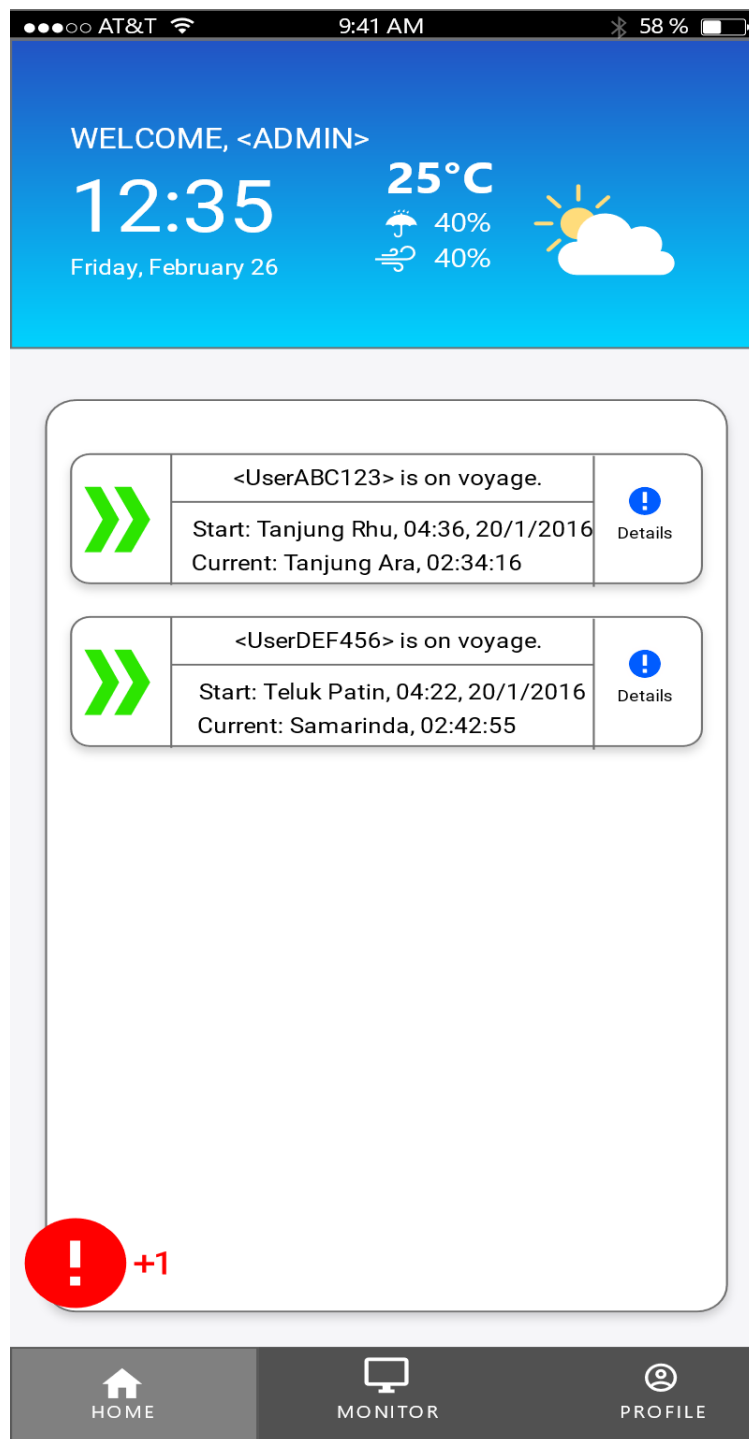 AT&T 9:41 AM 58 %
WELCOME, <ADMIN>
12:35
Friday, February 26
25°C
40%
40%
<UserABC123> is on voyage.
Start: Tanjung Rhu, 04:36, 20/1/2016
Current: Tanjung Ara, 02:34:16
Details
<UserDEF456> is on voyage.
Start: Teluk Patin, 04:22, 20/1/2016
Current: Samarinda, 02:42:55
Details
! +1
HOME MONITOR PROFILE